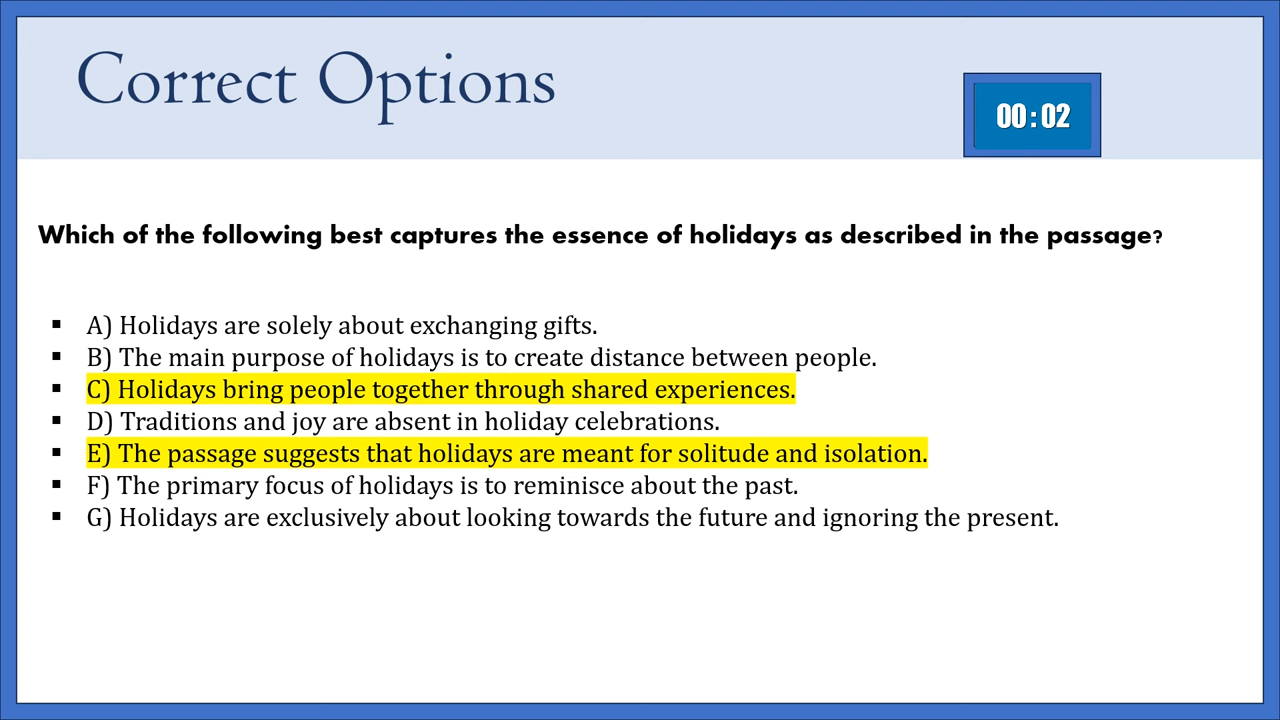 Correct Options
00:02
Which of the following best captures the essence of holidays as described in the passage?
▪ A) Holidays are solely about exchanging gifts.
▪ B) The main purpose of holidays is to create distance between people.
▪ C) Holidays bring people together through shared experiences.
▪ D) Traditions and joy are absent in holiday celebrations.
▪ E) The passage suggests that holidays are meant for solitude and isolation.
▪ F) The primary focus of holidays is to reminisce about the past.
▪ G) Holidays are exclusively about looking towards the future and ignoring the present.